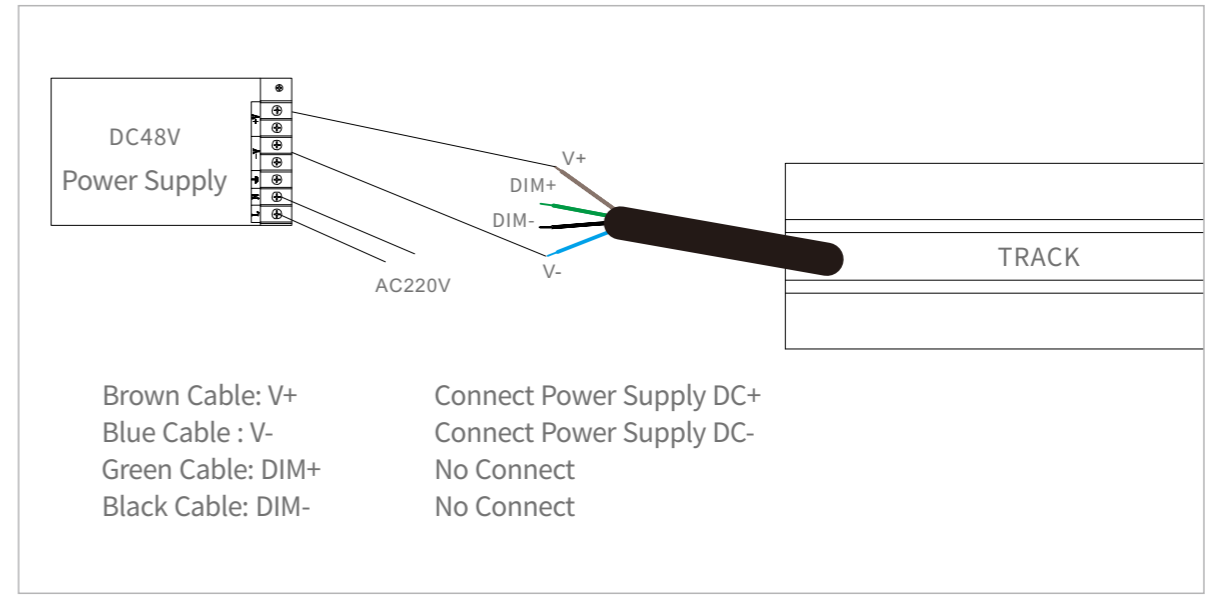 DC48V
Power Supply
V+
DIM+
DIM-
V-
AC220V
TRACK
Brown Cable: V+ Connect Power Supply DC+
Blue Cable : V- Connect Power Supply DC-
Green Cable: DIM+ No Connect
Black Cable: DIM- No Connect